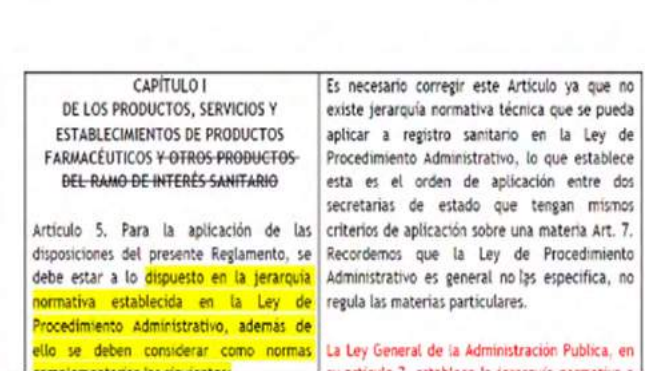 CAPÍTULO I
DE LOS PRODUCTOS, SERVICIOS Y
ESTABLECIMIENTOS DE PRODUCTOS
FARMACÉUTICOS Y OTROS PRODUCTOS
DEL RAMO DE INTERÉS SANITARIO
Artículo 5. Para la aplicación de las
disposiciones del presente Reglamento, se
debe estar a lo dispuesto en la jerarquía
normativa establecida en la Ley de
Procedimiento Administrativo, además de
ello se deben considerar como normas
Es necesario corregir este Artículo ya que no
existe jerarquía normativa técnica que se pueda
aplicar a registro sanitario en la Ley de
Procedimiento Administrativo, lo que establece
esta es el orden de aplicación entre dos
secretarias de estado que tengan mismos
criterios de aplicación sobre una materia Art. 7.
Recordemos que la Ley de Procedimiento
Administrativo es general no es especifica, no
regula las materias particulares.
La Ley General de la Administración Publica, en